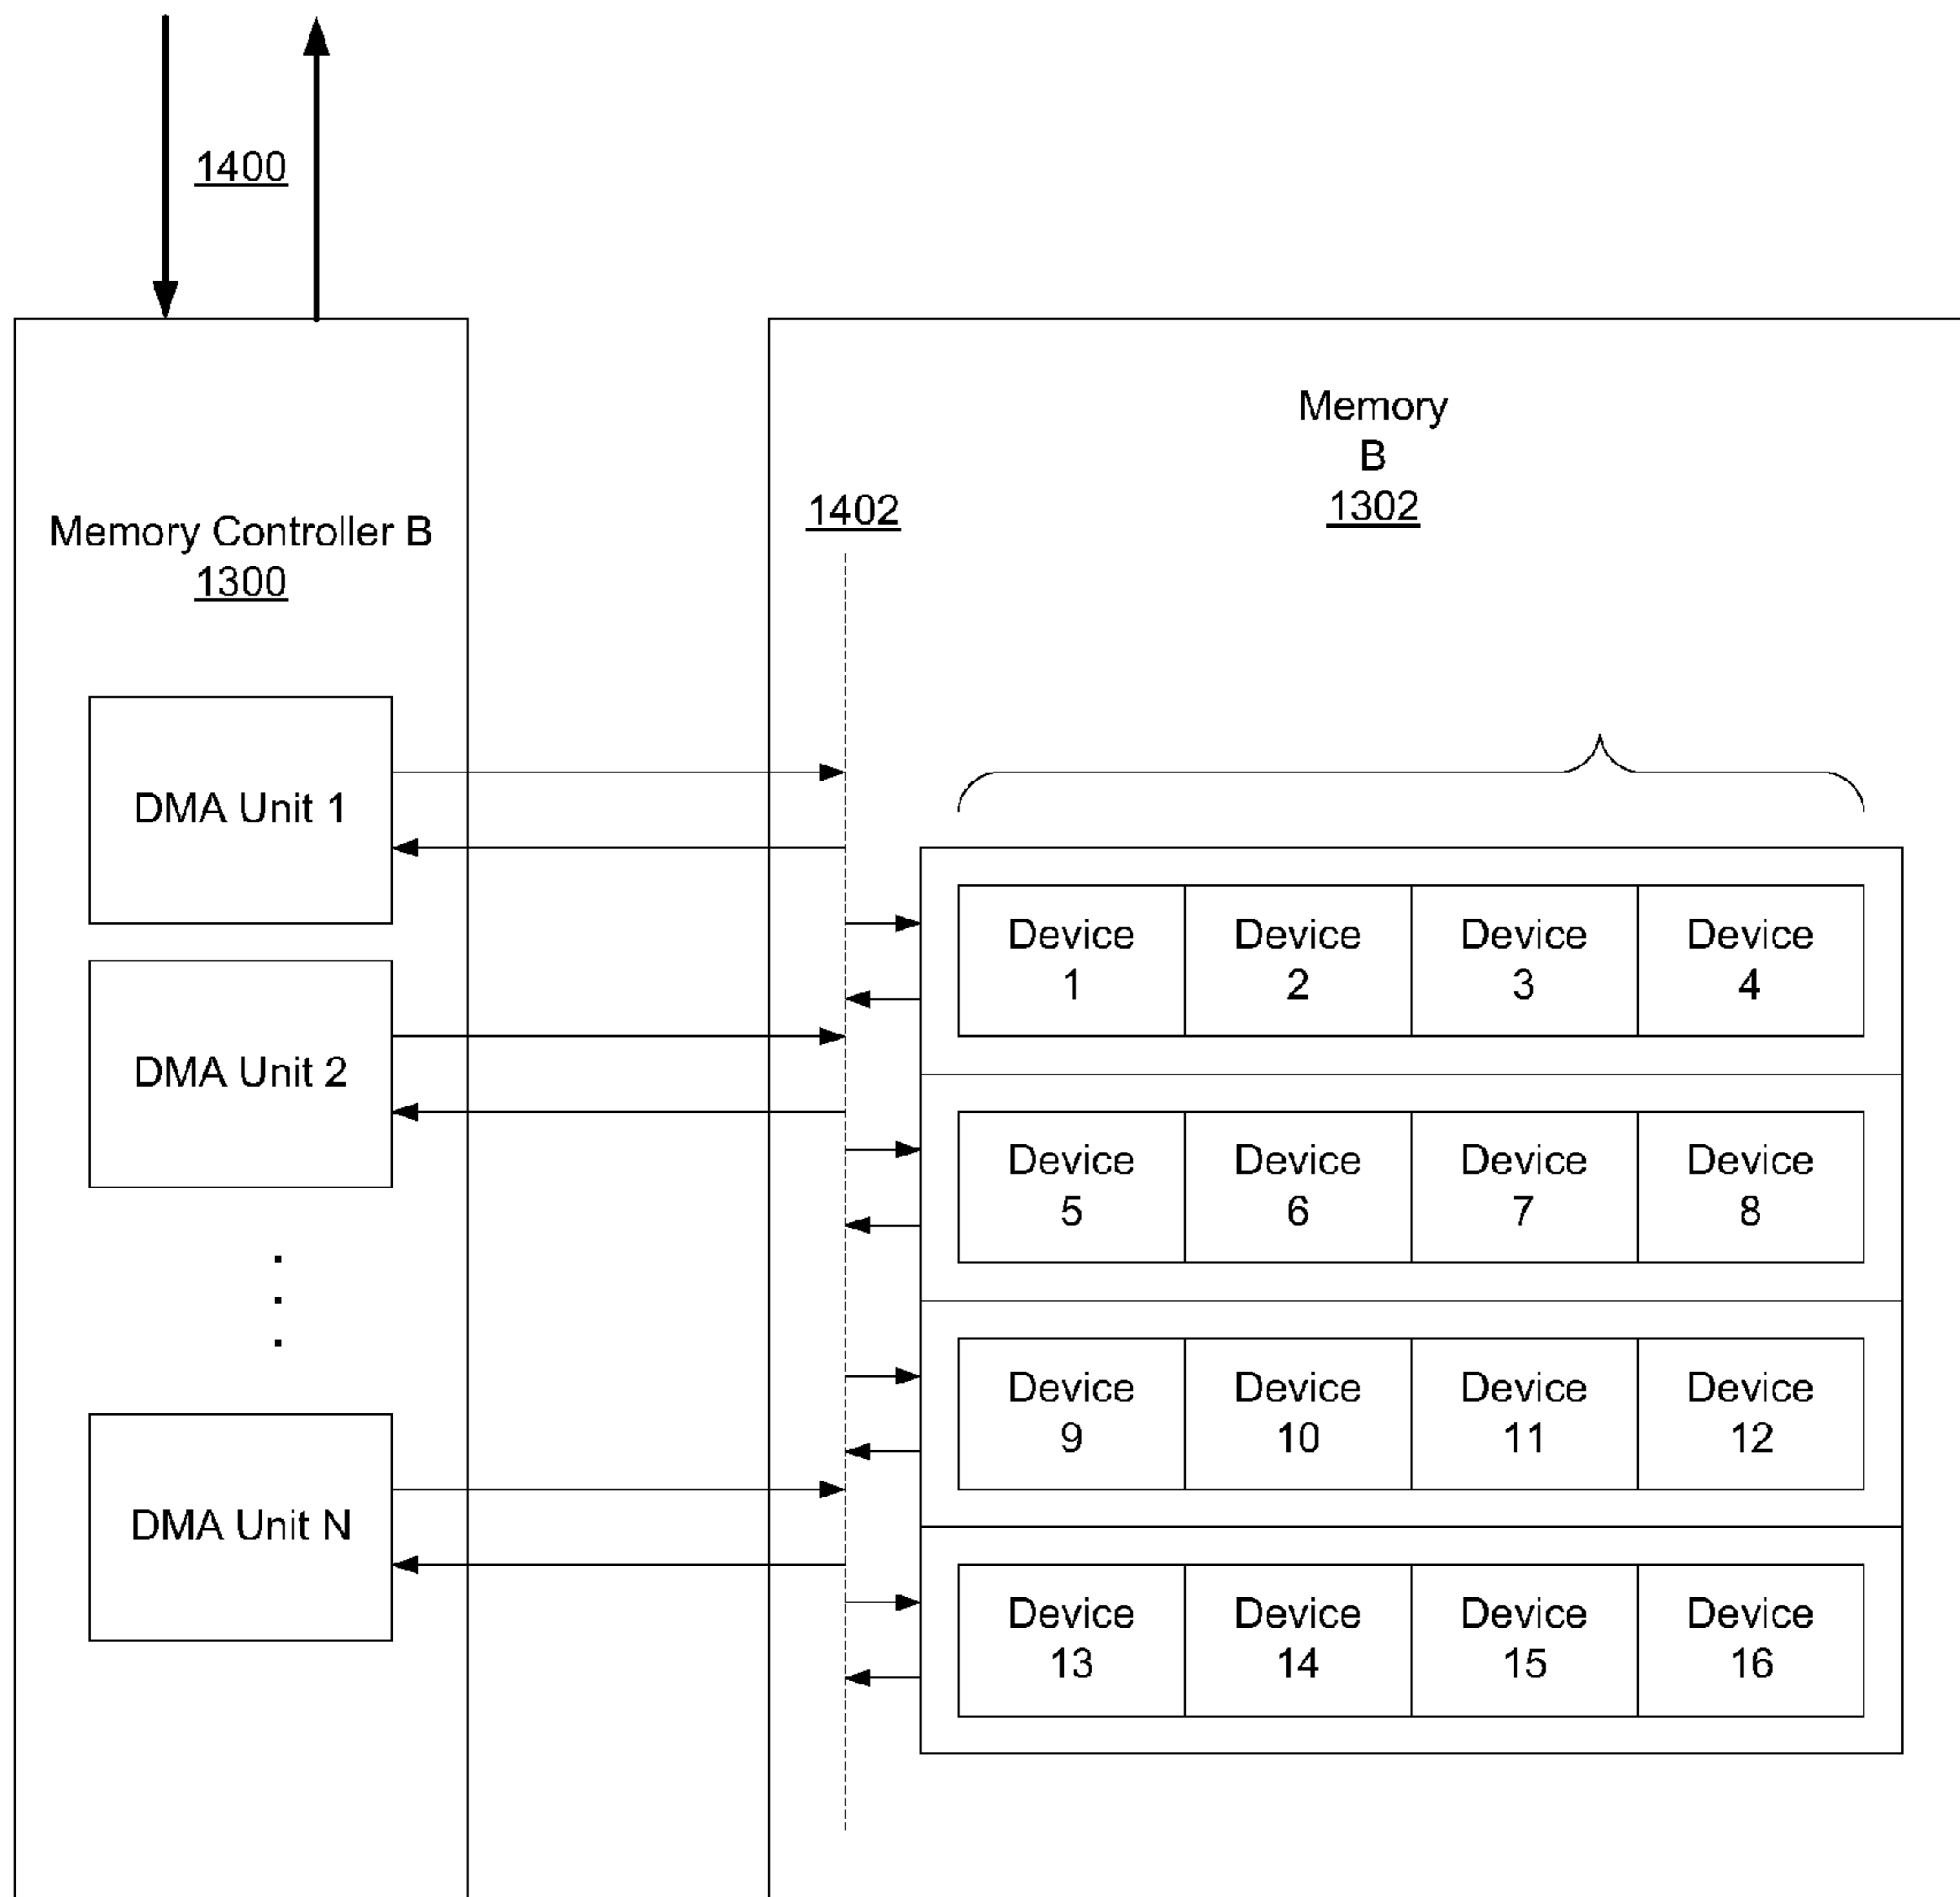 1400
Memory
B
1302
1402
Memory Controller B
1300
DMA Unit 1
Device
1
Device
2
Device
3
Device
4
DMA Unit 2
Device
5
Device
6
Device
7
Device
8
.
.
.
Device
9
Device
10
Device
11
Device
12
DMA Unit N
Device
13
Device
14
Device
15
Device
16